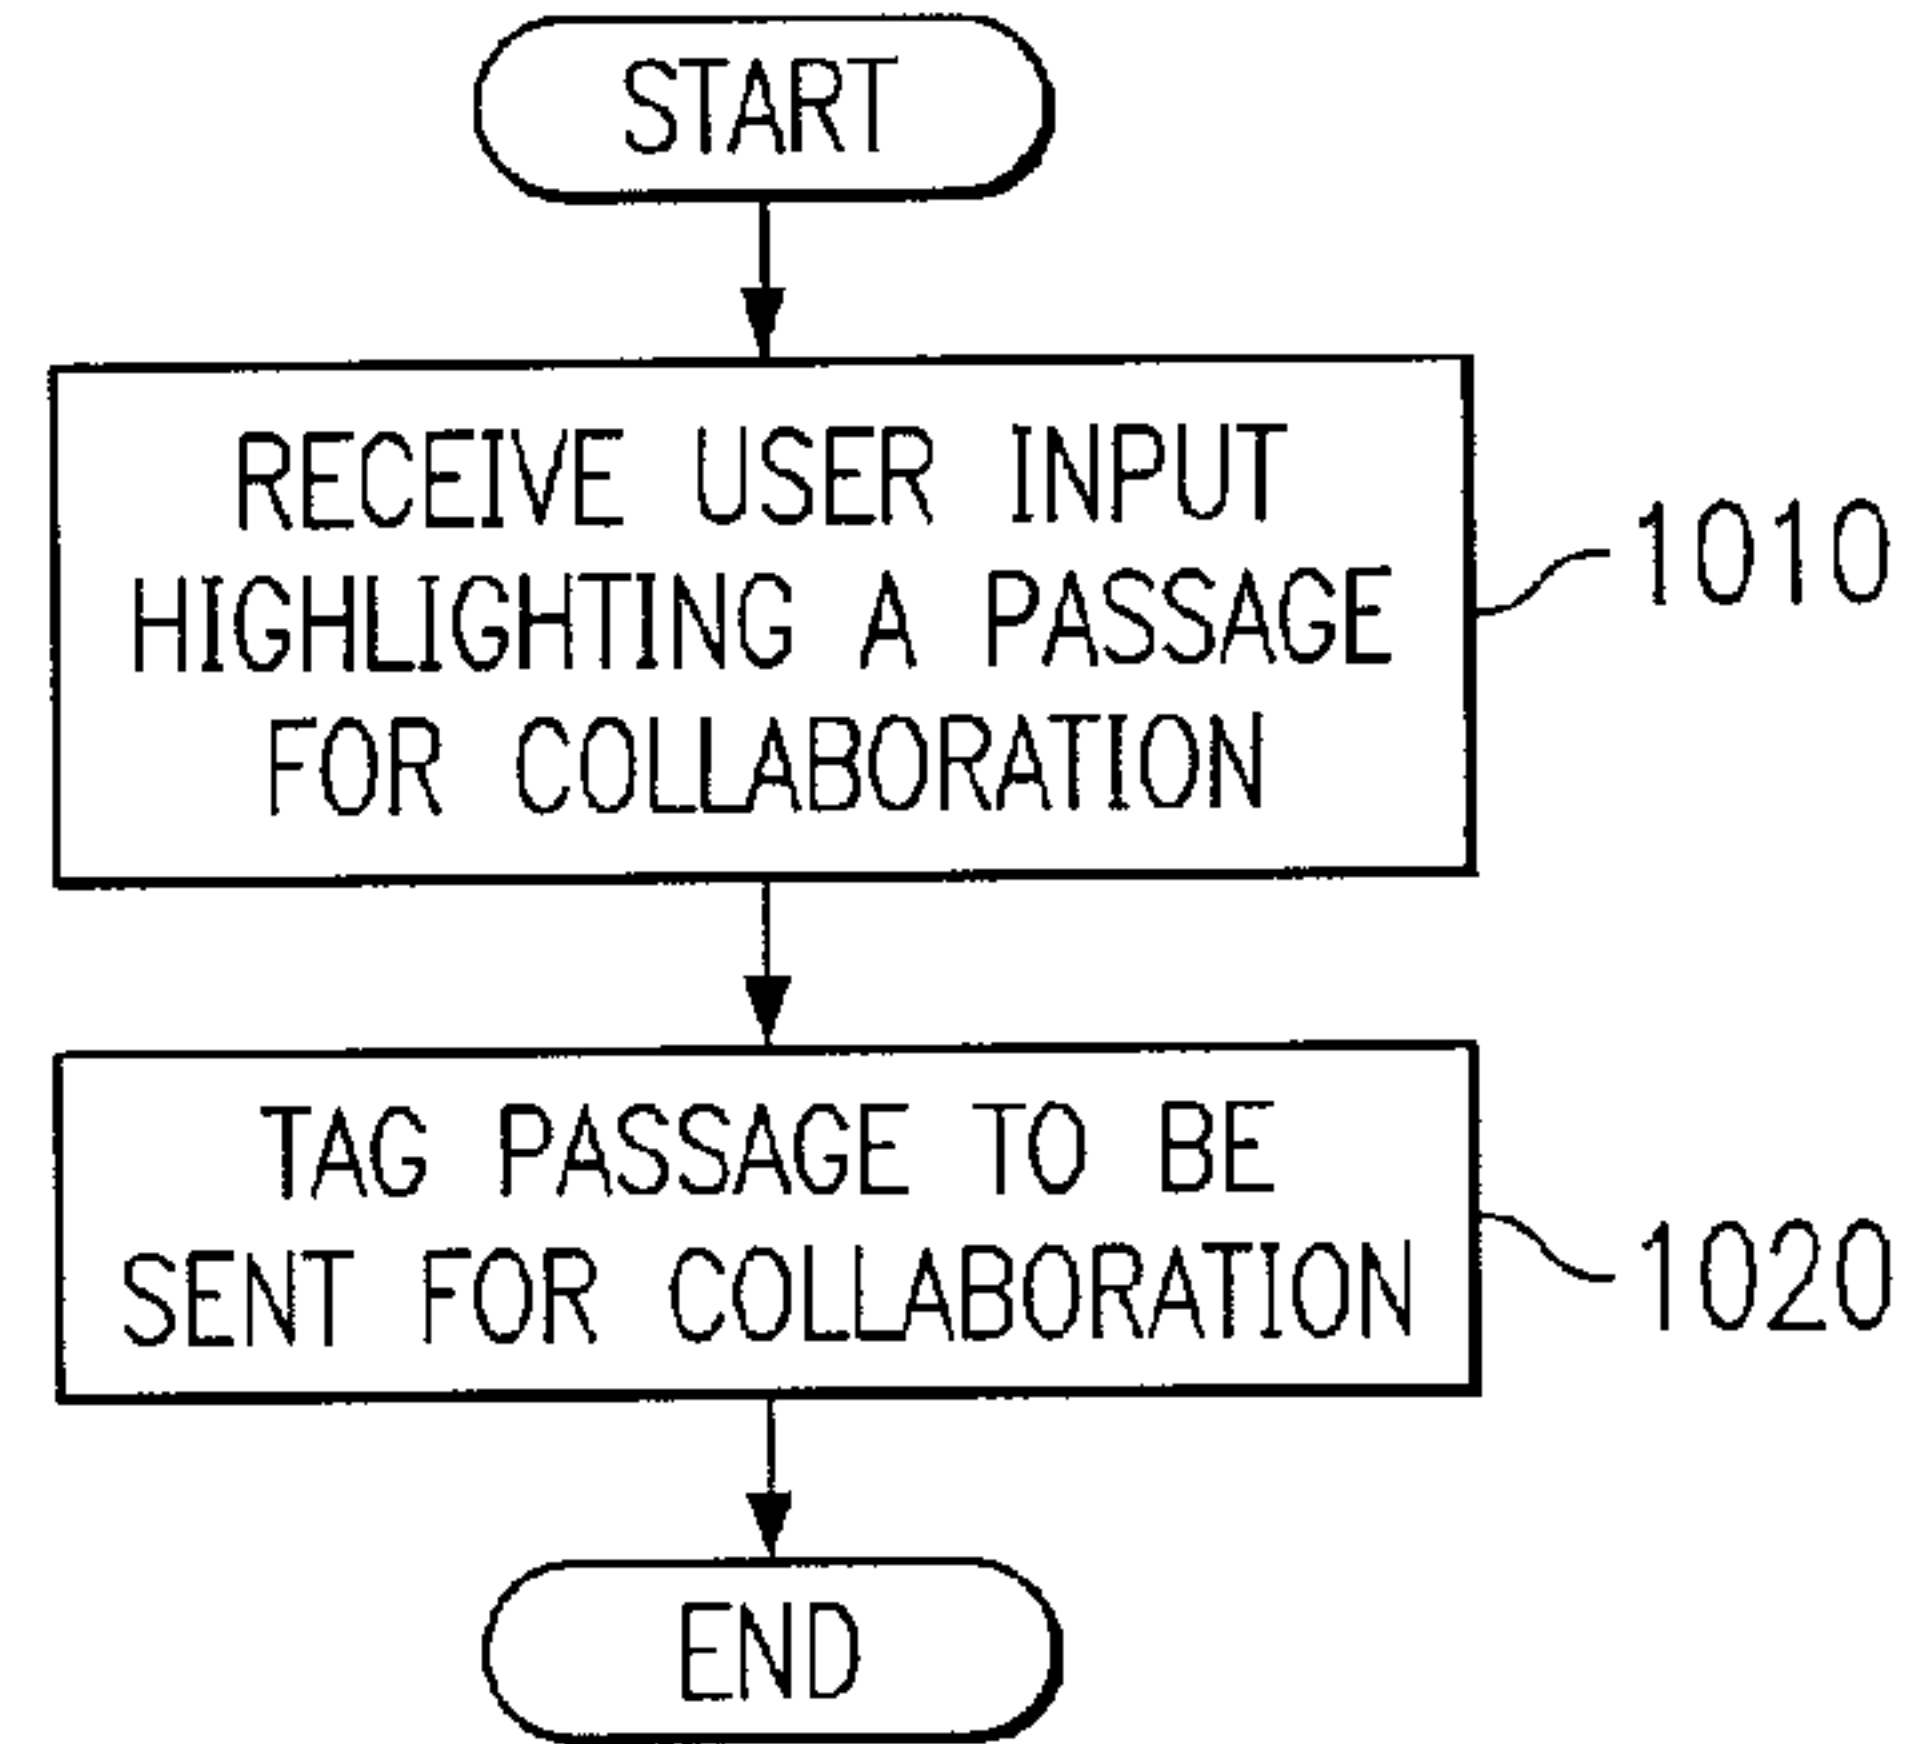 START
RECEIVE USER INPUT
HIGHLIGHTING A PASSAGE
FOR COLLABORATION
1010
TAG PASSAGE TO BE
SENT FOR COLLABORATION
1020
END